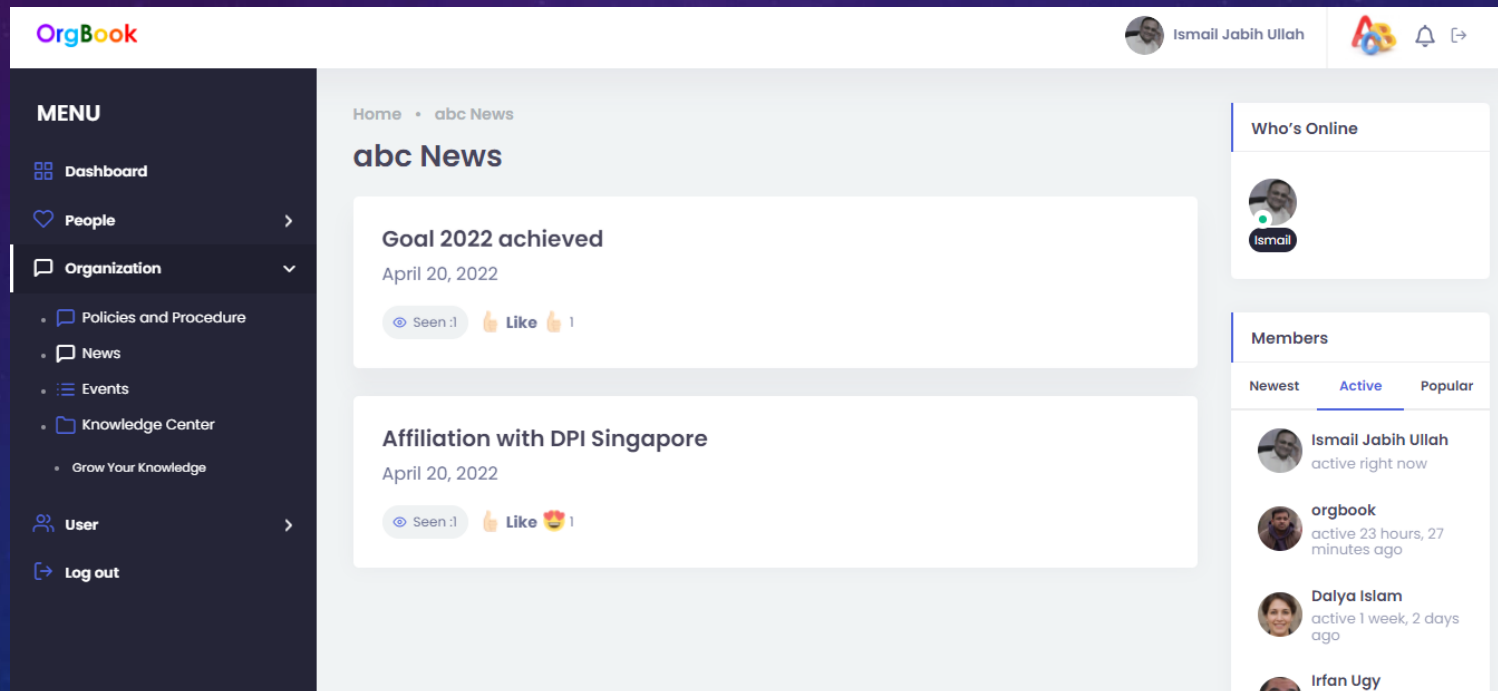 OrgBook
Ismail Jabih Ullah
MENU
Dashboard
People
Organization
Policies and Procedure
News
Events
Knowledge Center
Grow Your Knowledge
User
Log out
Home • abc News
abc News
Goal 2022 achieved
April 20, 2022
Seen :1 Like 1
Affiliation with DPI Singapore
April 20, 2022
Seen :1 Like 1
Who's Online
Ismail
Members
Newest Active Popular
Ismail Jabih Ullah
active right now
orgbook
active 23 hours, 27
minutes ago
Dalya Islam
active 1 week, 2 days
ago
Irfan Ugy